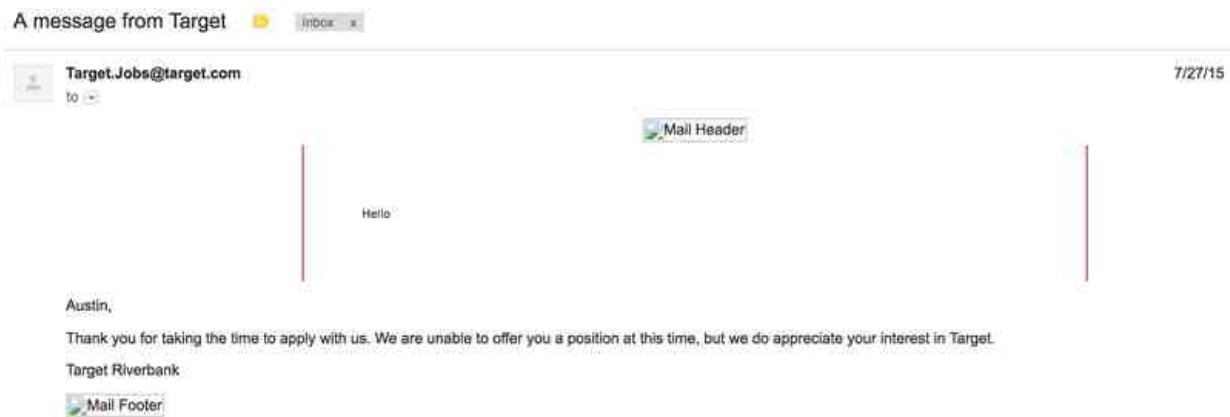 A message from Target
Inbox x
Target.Jobs@target.com
7/27/15
to
Mail Header
Hello
Austin,
Thank you for taking the time to apply with us. We are unable to offer you a position at this time, but we do appreciate your interest in Target.
Target Riverbank
Mail Footer